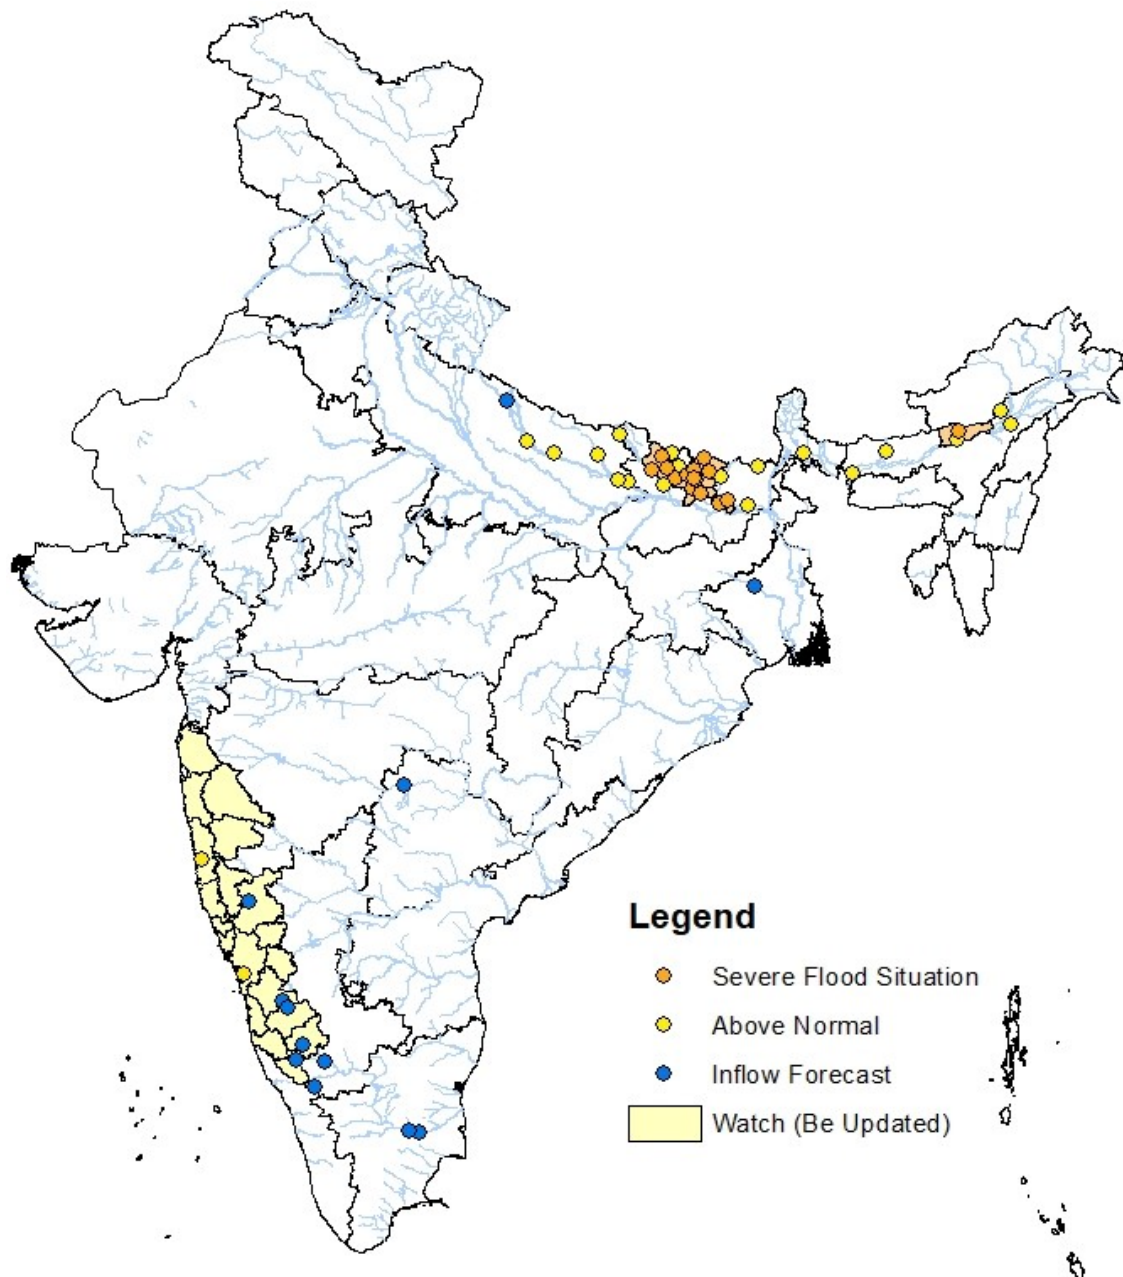 Legend
Severe Flood Situation
Above Normal
Inflow Forecast
Watch (Be Updated)